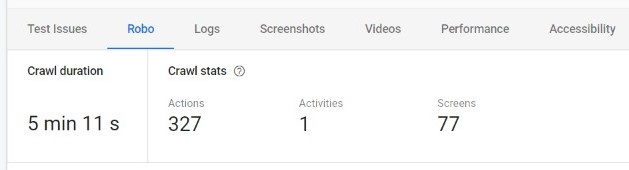 Test Issues Robo Logs Screenshots Videos Performance Accessibility
Crawl duration Crawl stats ?
Actions Activities Screens
5 min 11 s 327 1 77